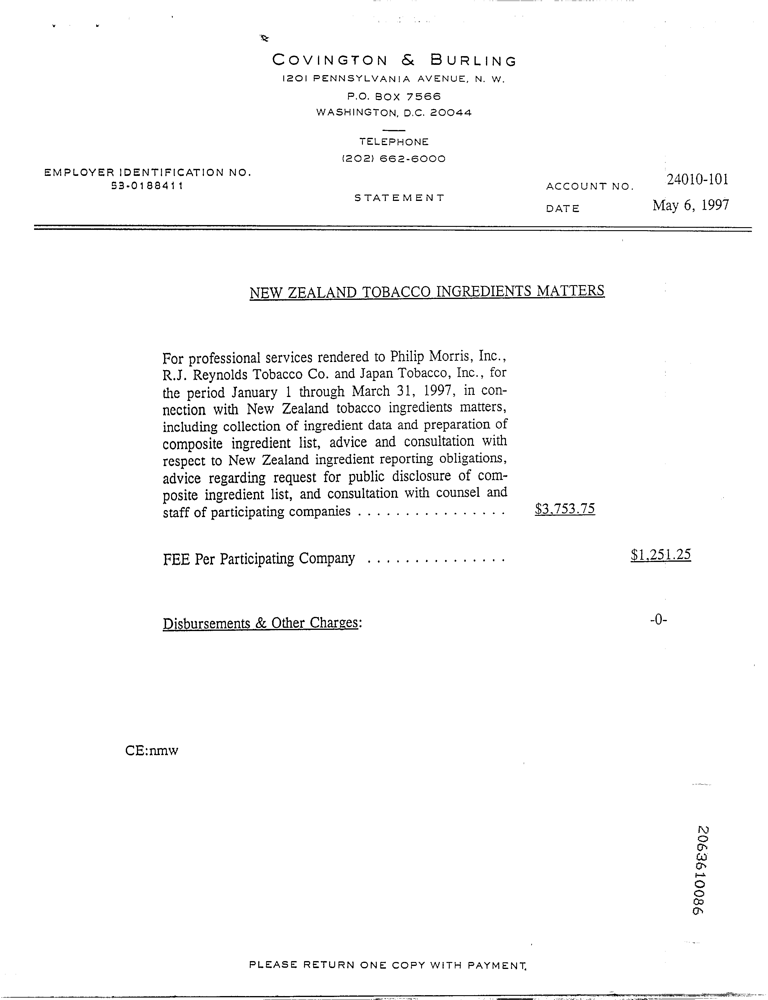 COVINGTON & BURLING
1201 PENNSYLVANIA AVENUE, N. W.
P.O. BOX 7566
WASHINGTON, D.C. 20044
TELEPHONE
(202) 662-6000
EMPLOYER IDENTIFICATION NO.
53-0188411
STATEMENT
ACCOUNT NO. 24010-101
DATE May 6, 1997
NEW ZEALAND TOBACCO INGREDIENTS MATTERS
For professional services rendered to Philip Morris, Inc.,
R.J. Reynolds Tobacco Co. and Japan Tobacco, Inc., for
the period January 1 through March 31, 1997, in con-
nection with New Zealand tobacco ingredients matters,
including collection of ingredient data and preparation of
composite ingredient list, advice and consultation with
respect to New Zealand ingredient reporting obligations,
advice regarding request for public disclosure of com-
posite ingredient list, and consultation with counsel and
staff of participating companies . . . . . . . . . . . . . . . . $3,753.75
FEE Per Participating Company . . . . . . . . . . . . . . . $1,251.25
Disbursements & Other Charges: -0-
CE:nmw
2063610086
PLEASE RETURN ONE COPY WITH PAYMENT.